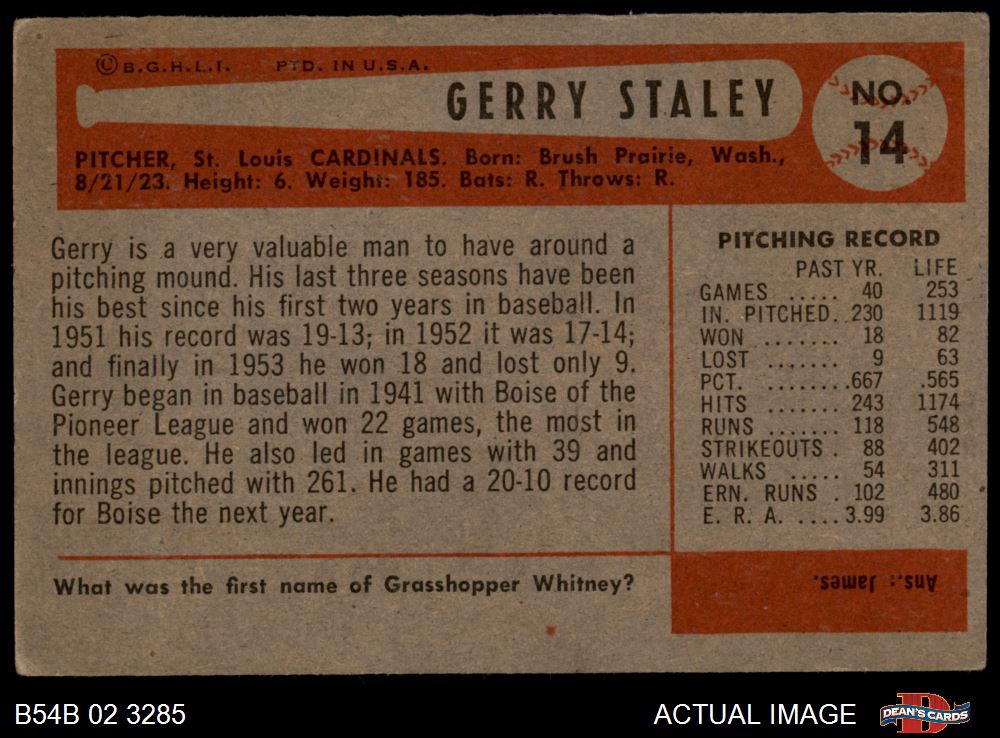 © B.G.H.L.I. PTD. IN U.S.A.
GERRY STALEY
NO.
14
PITCHER, St. Louis CARDINALS. Born: Brush Prairie, Wash.,
8/21/23. Height: 6. Weight: 185. Bats: R. Throws: R.
Gerry is a very valuable man to have around a
pitching mound. His last three seasons have been
his best since his first two years in baseball. In
1951 his record was 19-13; in 1952 it was 17-14;
and finally in 1953 he won 18 and lost only 9.
Gerry began in baseball in 1941 with Boise of the
Pioneer League and won 22 games, the most in
the league. He also led in games with 39 and
innings pitched with 261. He had a 20-10 record
for Boise the next year.
PITCHING RECORD
PAST YR. LIFE
GAMES ..... 40 253
IN. PITCHED..230 1119
WON ....... 18 82
LOST ....... 9 63
PCT. ........667 .565
HITS ....... 243 1174
RUNS ....... 118 548
STRIKEOUTS . 88 402
WALKS ..... 54 311
ERN. RUNS . 102 480
E. R. A. ....3.99 3.86
What was the first name of Grasshopper Whitney?
Ans.: James.
B54B 02 3285
ACTUAL IMAGE
DEAN'S CARDS